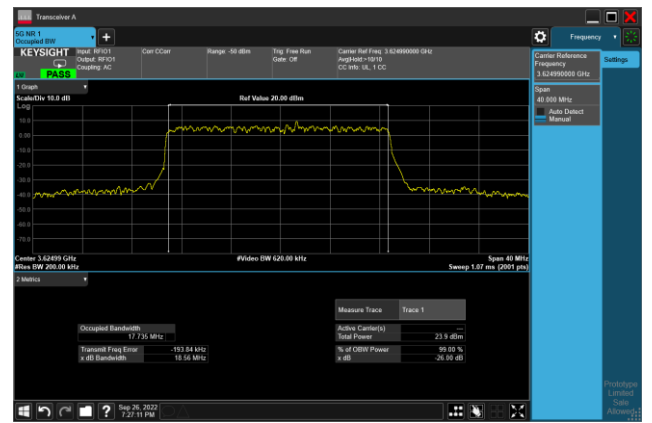 Transceiver A
5G NR 1
Occupied BW
Frequency
KEYSIGHT
Input: RFIO1
Output: RFIO1
Coupling: AC
Corr CCorr
Range: -50 dBm
Trig: Free Run
Gate: Off
Carrier Ref Freq: 3.624990000 GHz
Avg|Hold:>10/10
CC Info: UL, 1 CC
PASS
Carrier Reference
Frequency
3.624990000 GHz
Settings
Span
40.000 MHz
Auto Detect
Manual
1 Graph
Scale/Div 10.0 dB
Ref Value 20.00 dBm
Log
10.0
0.00
-10.0
-20.0
-30.0
-40.0
-50.0
-60.0
-70.0
Center 3.62499 GHz
#Video BW 620.00 kHz
Span 40 MHz
#Res BW 200.00 kHz
Sweep 1.07 ms (2001 pts)
2 Metrics
Measure Trace
Trace 1
Occupied Bandwidth
17.735 MHz
Active Carrier(s)
---
Total Power
23.9 dBm
Transmit Freq Error
-193.84 kHz
% of OBW Power
99.00 %
x dB Bandwidth
18.56 MHz
x dB
-26.00 dB
Sep 26, 2022
7:27:11 PM
Prototype
Limited
Sale
Allowed